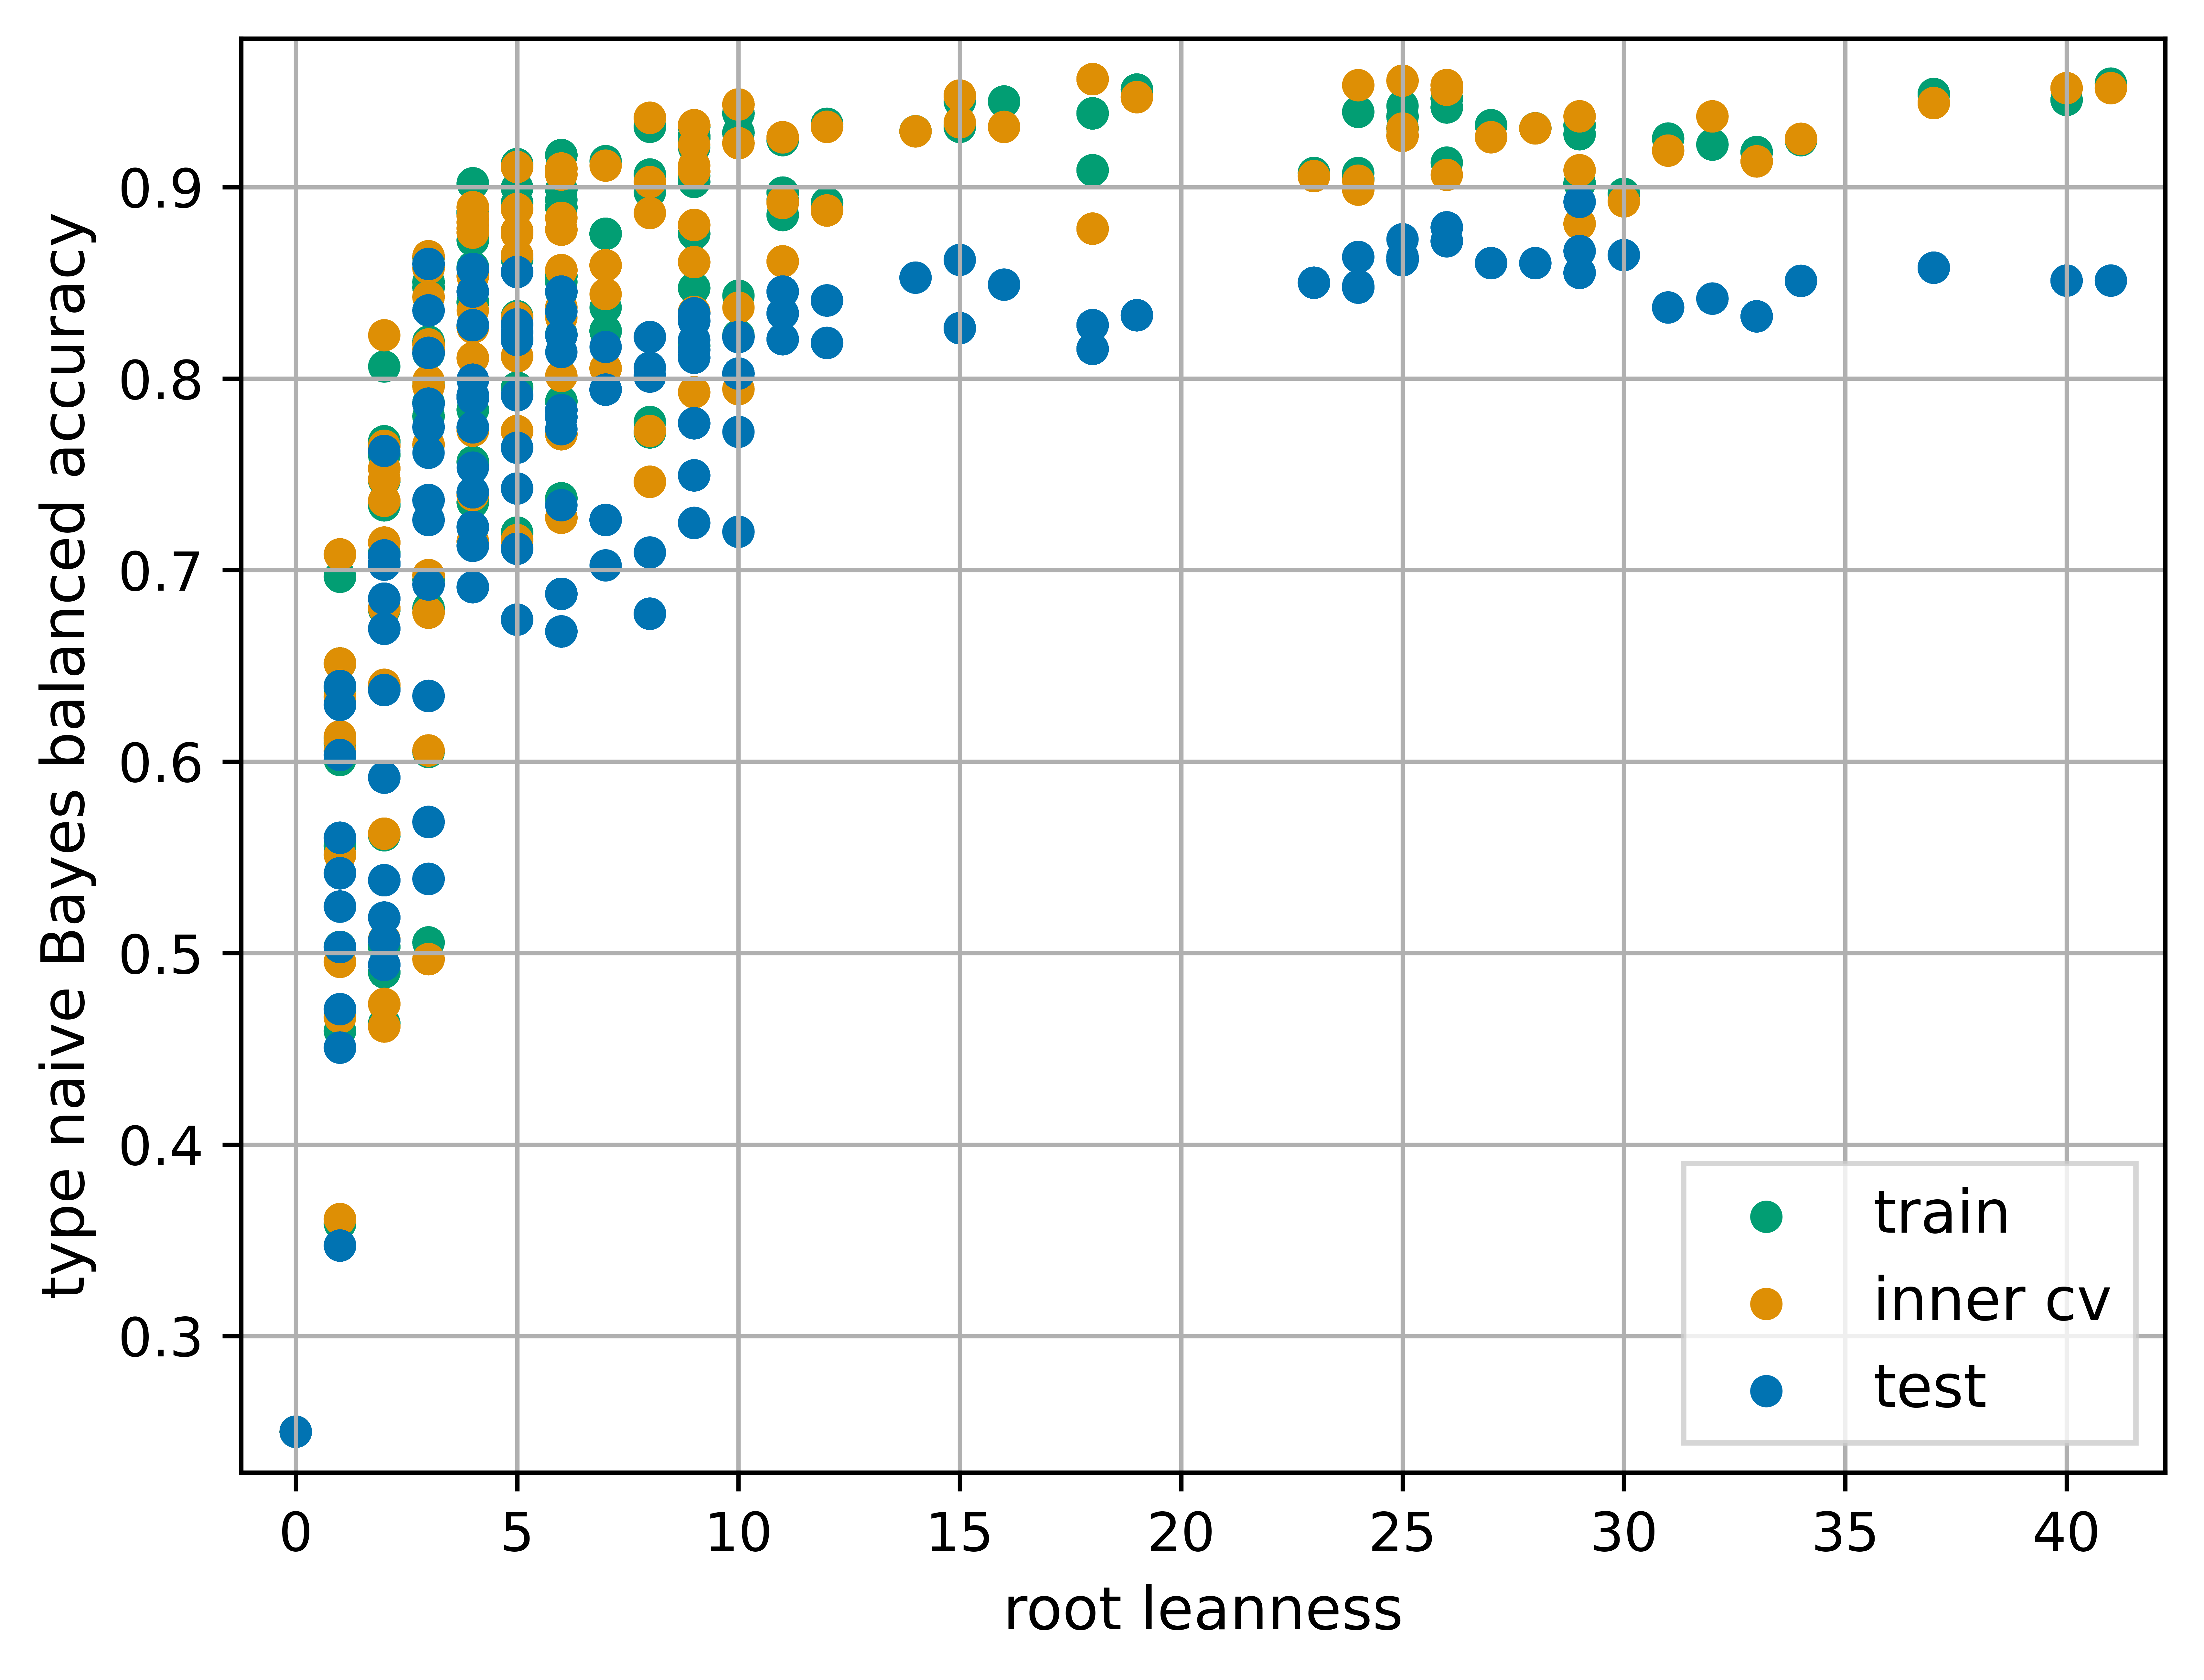 type naive Bayes balanced accuracy
0.9
0.8
0.7
0.6
0.5
0.4
0.3
0 5 10 15 20 25 30 35 40
root leanness
train
inner cv
test